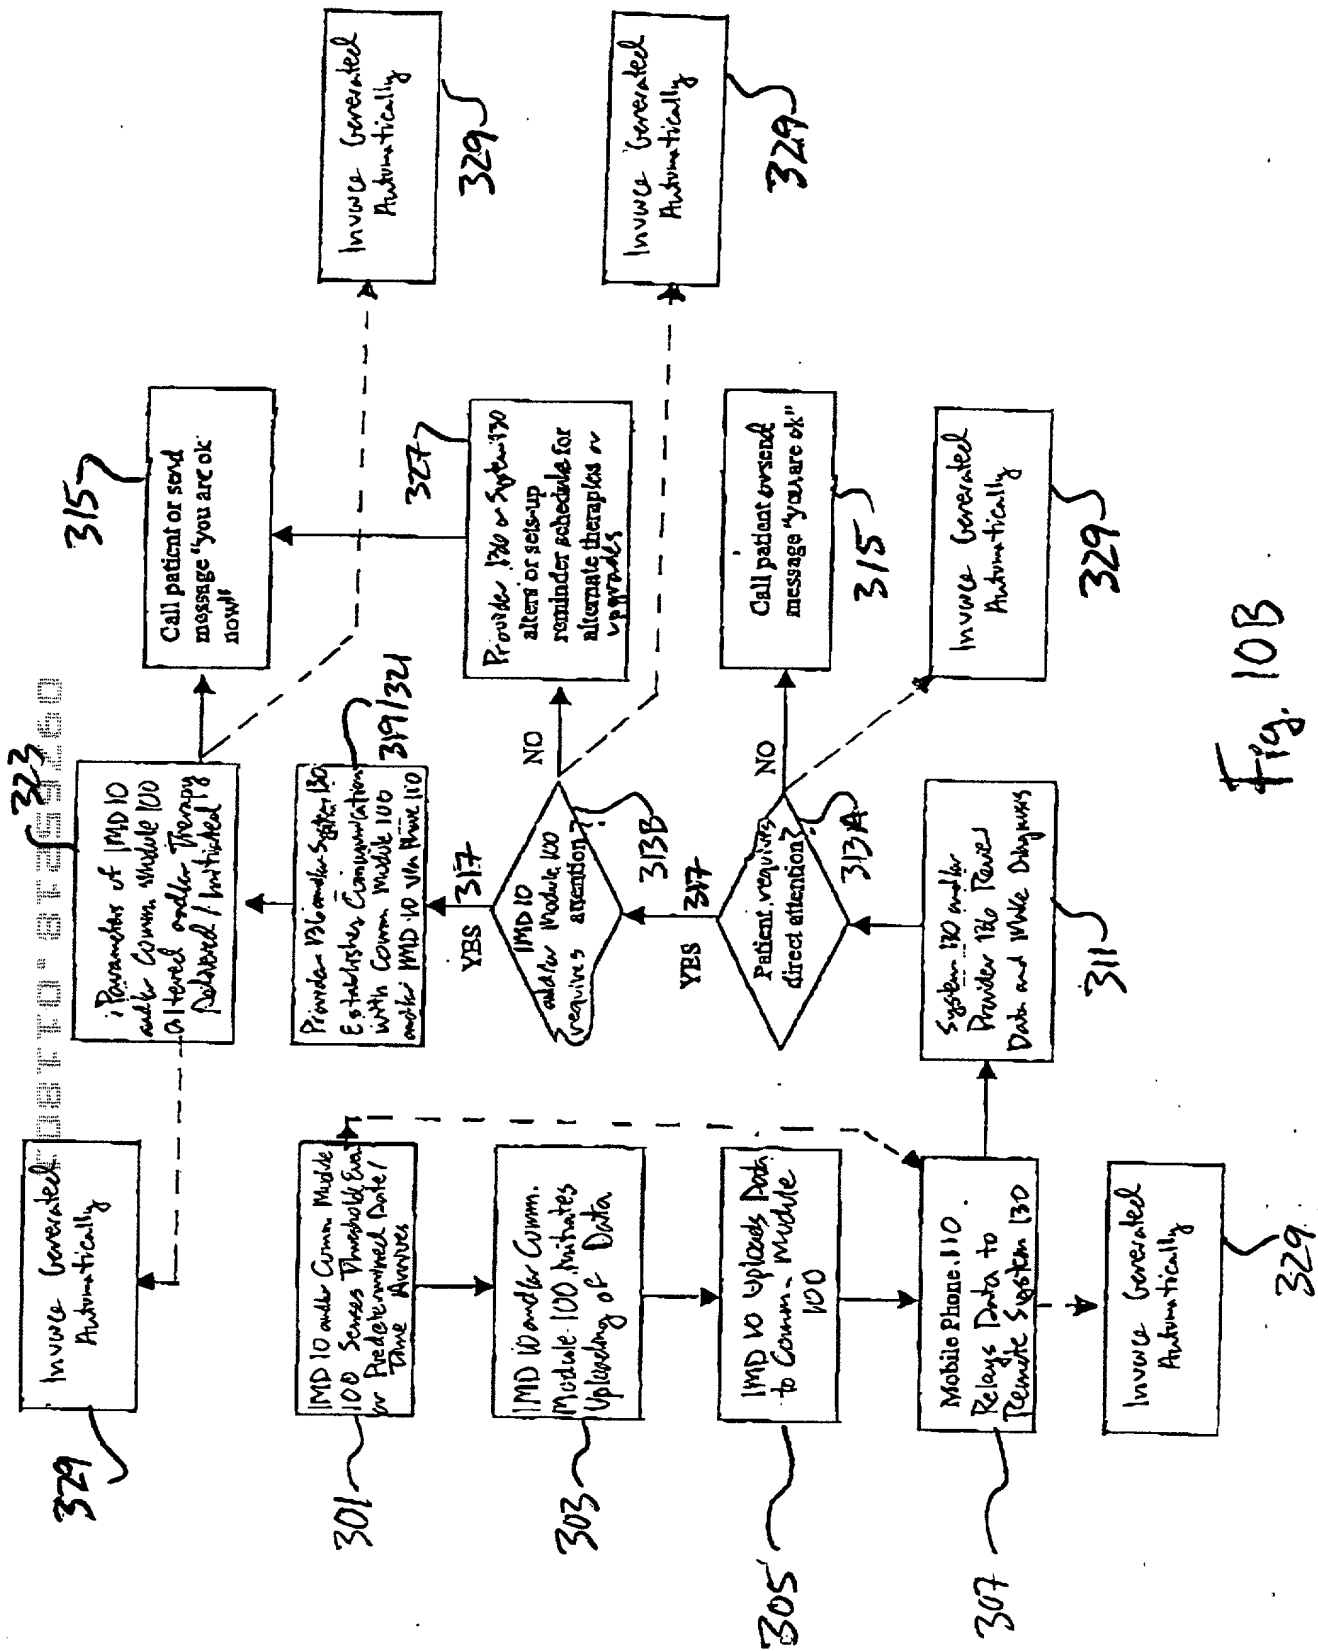 329
Invoice Generated
Automatically
301
IMD 10 and/or Comm. Module
100 Senses Threshold Event
or Predetermined Date/
Time Arrives
303
IMD 10 and/or Comm.
Module 100 Initiates
Uploading of Data
305
IMD 10 Uploads Data
to Comm. Module
100
307
Mobile Phone 110
Relays Data to
Remote System 130
Invoice Generated
Automatically
329
323
Parameters of IMD 10
and/or Comm. Module 100
altered and/or Therapy
Delivered / Initiated
Provider 136 and/or System 130
Establishes Communication
with Comm Module 100
and/or IMD 10 via Phone 110
319/321
YES
317
IMD 10
and/or Module 100
requires attention?
313B
NO
YES
317
Patient requires
direct attention?
313A
NO
System 130 and/or
Provider 136 Review
Data and Make Diagnosis
311
315
Call patient or send
message "you are ok
now"
327
Provider 136 or System 130
alters or sets-up
reminder schedule for
alternate therapies or
upgrades
Call patient or send
message "you are ok"
315
Invoice Generated
Automatically
329
Invoice Generated
Automatically
329
Invoice Generated
Automatically
329
Fig. 10B